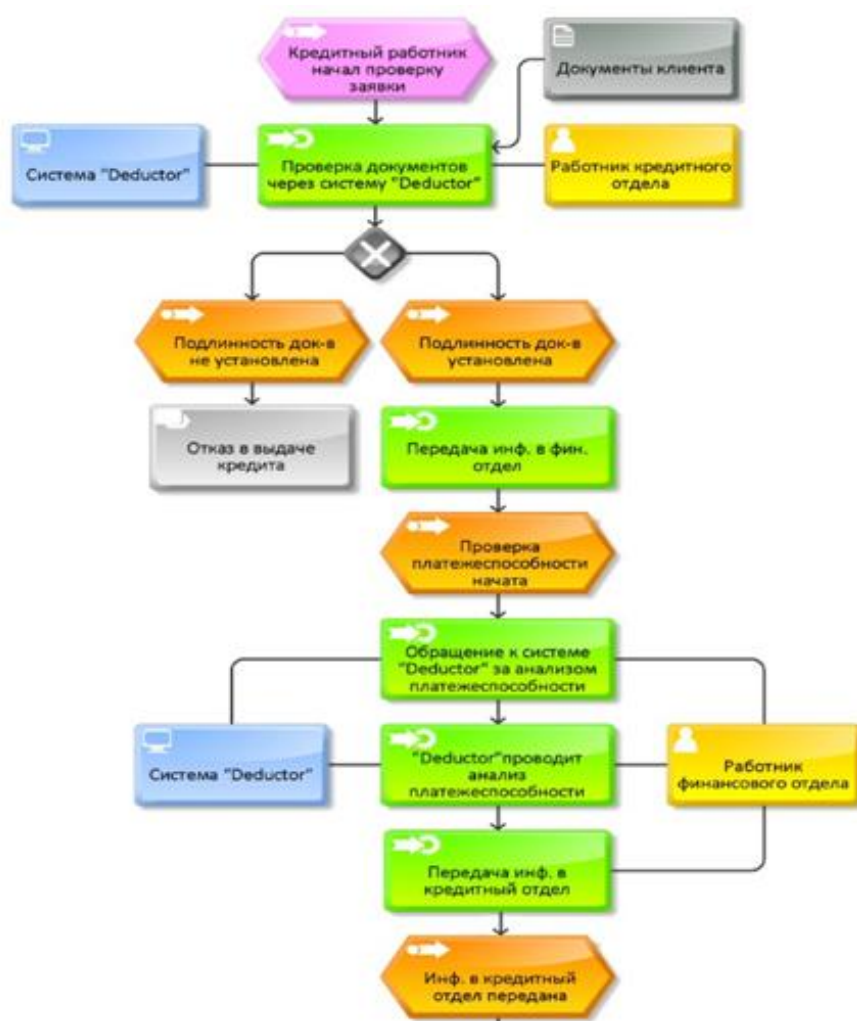 Кредитный работник
начал проверку
заявки
Документы клиента
Система "Deductor"
Проверка документов
через систему "Deductor"
Работник кредитного
отдела
Подлинность док-в
не установлена
Подлинность док-в
установлена
Отказ в выдаче
кредита
Передача инф. в фин.
отдел
Проверка
платежеспособности
начата
Обращение к системе
"Deductor" за анализом
платежеспособности
Система "Deductor"
"Deductor"проводит
анализ
платежеспособности
Работник
финансового отдела
Передача инф. в
кредитный отдел
Инф. в кредитный
отдел передана